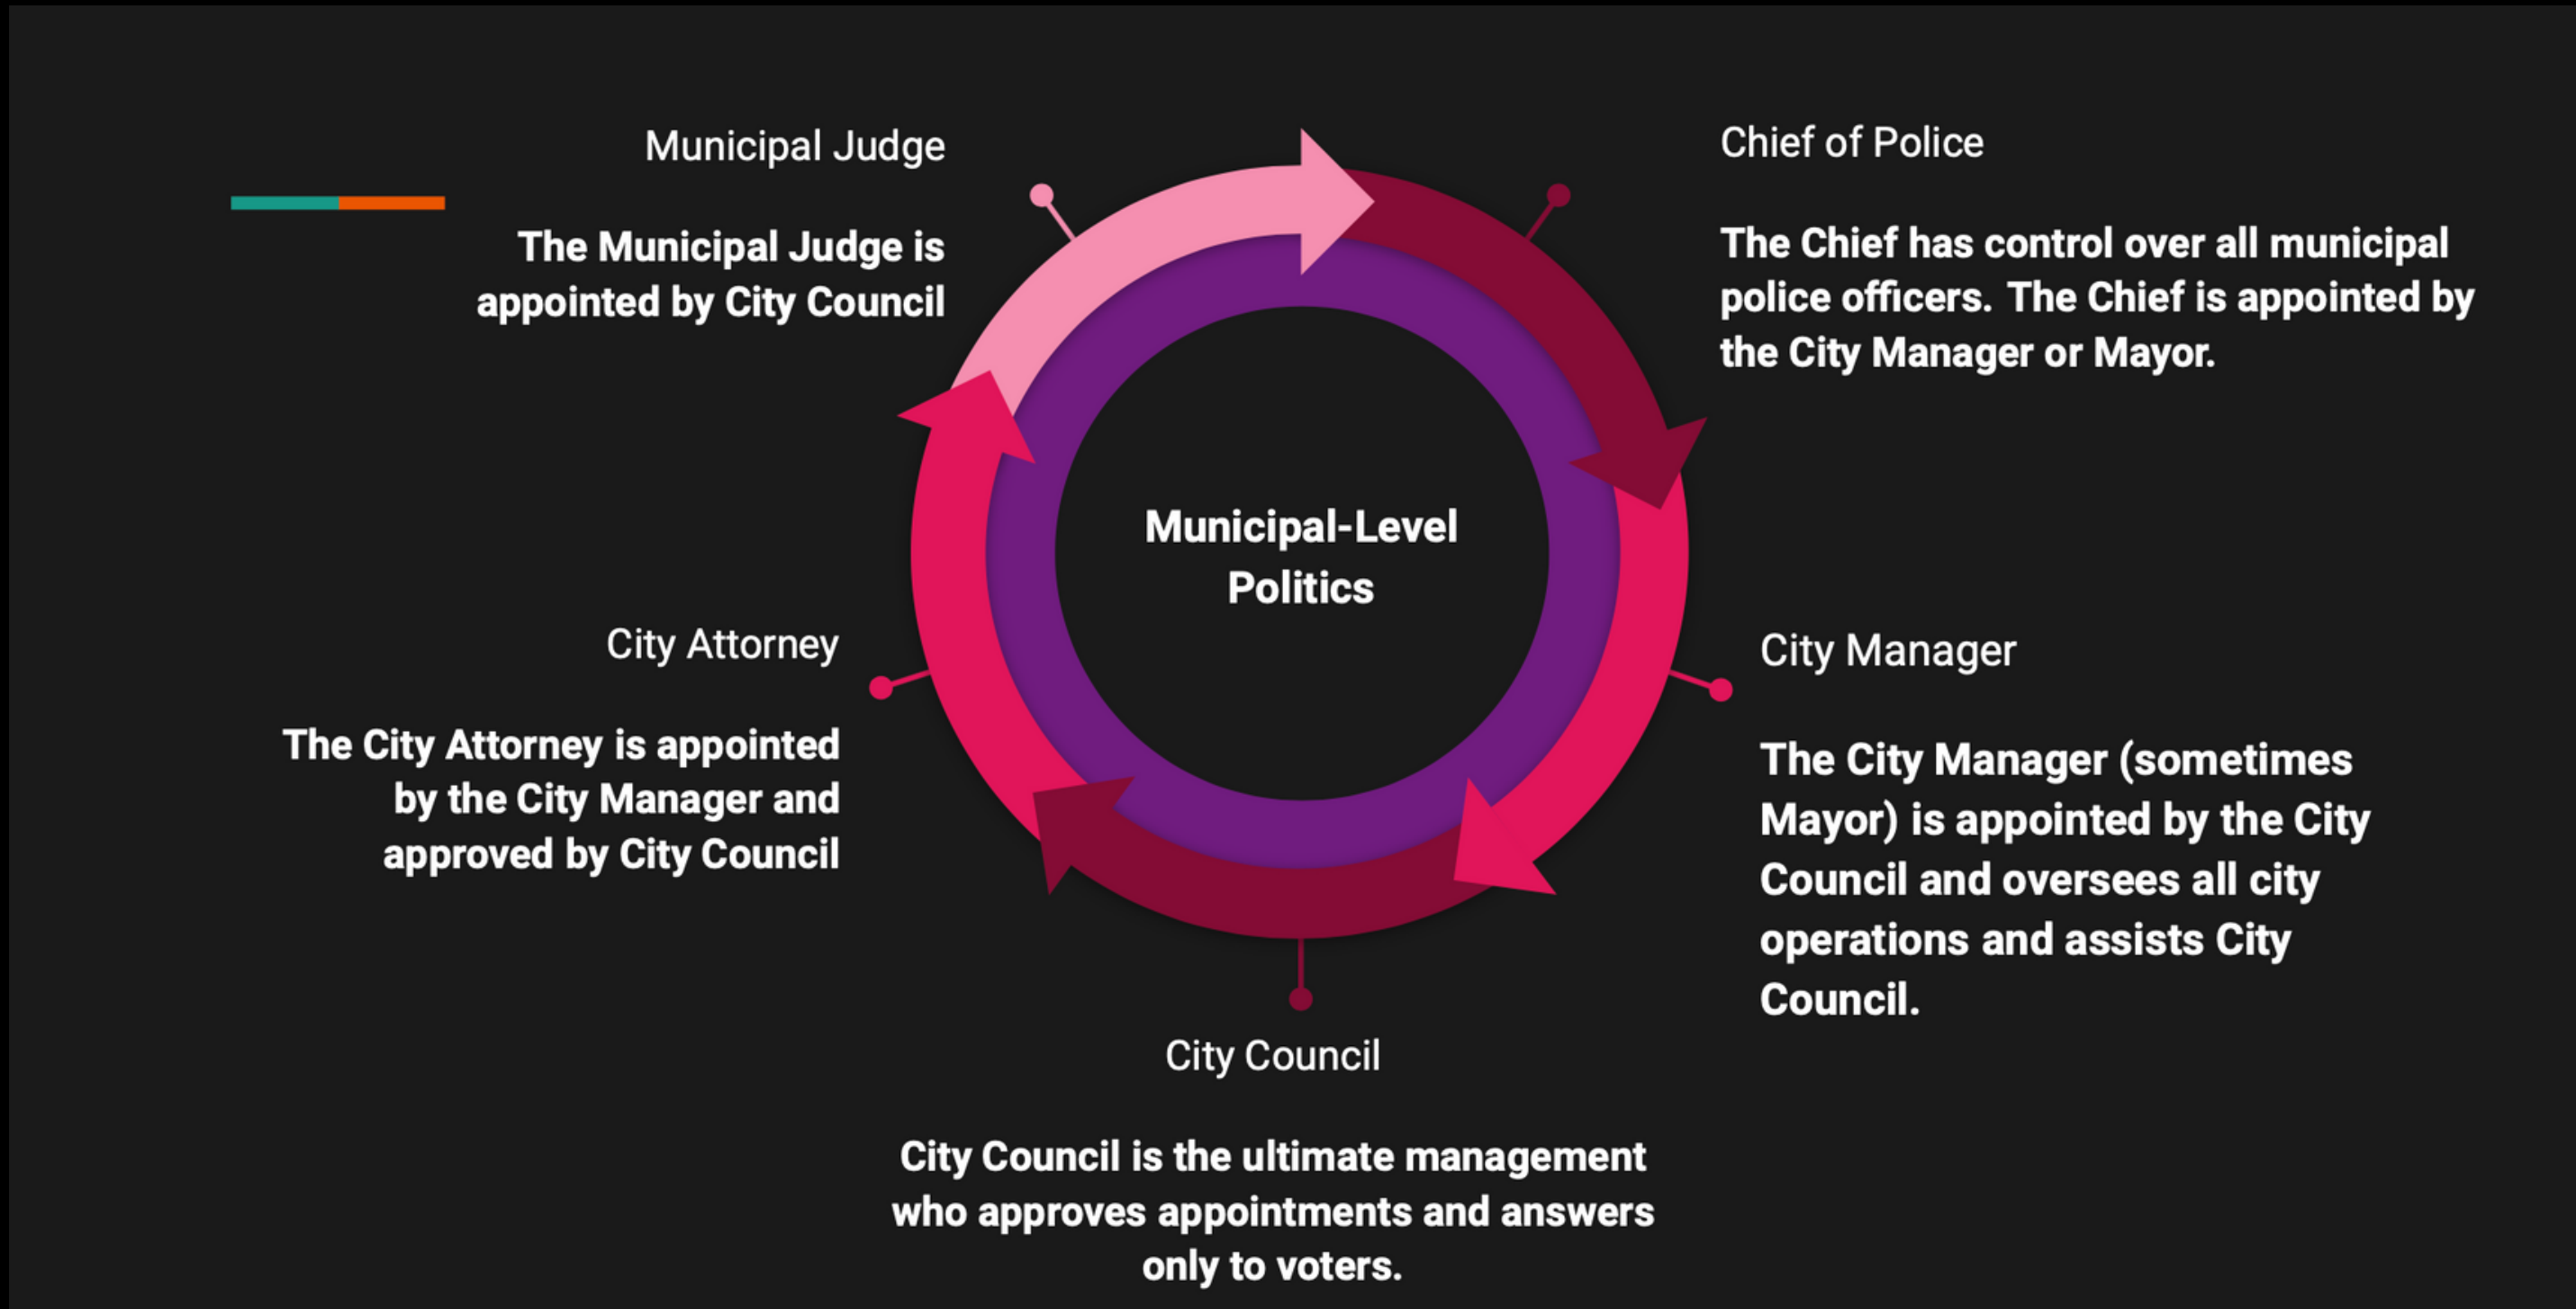 Municipal Judge
The Municipal Judge is
appointed by City Council
Chief of Police
The Chief has control over all municipal
police officers. The Chief is appointed by
the City Manager or Mayor.
Municipal-Level
Politics
City Attorney
The City Attorney is appointed
by the City Manager and
approved by City Council
City Manager
The City Manager (sometimes
Mayor) is appointed by the City
Council and oversees all city
operations and assists City
Council.
City Council
City Council is the ultimate management
who approves appointments and answers
only to voters.